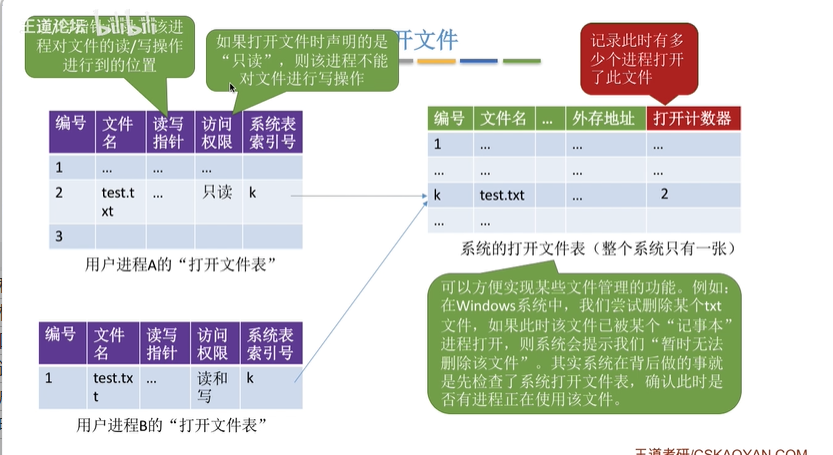 王道论坛
bilibili
该进
程对文件的读/写操作
进行到的位置
如果打开文件时声明的是
“只读”，则该进程不能
对文件进行写操作
开文件
记录此时有多
少个进程打开
了此文件
编号 文件名 读写指针 访问权限 系统表索引号
1 … … …
2 test.txt … 只读 k
3
用户进程A的“打开文件表”
编号 文件名 … 外存地址 打开计数器
1 … … …
… … … …
k test.txt … 2
… …
系统的打开文件表（整个系统只有一张）
编号 文件名 读写指针 访问权限 系统表索引号
1 test.txt … 读和写 k
用户进程B的“打开文件表”
可以方便实现某些文件管理的功能。例如：
在Windows系统中，我们尝试删除某个txt
文件，如果此时该文件已被某个“记事本”
进程打开，则系统会提示我们“暂时无法
删除该文件”。其实系统在背后做的事就
是先检查了系统打开文件表，确认此时是
否有进程正在使用该文件。
王道考研/CSKAOYAN.COM